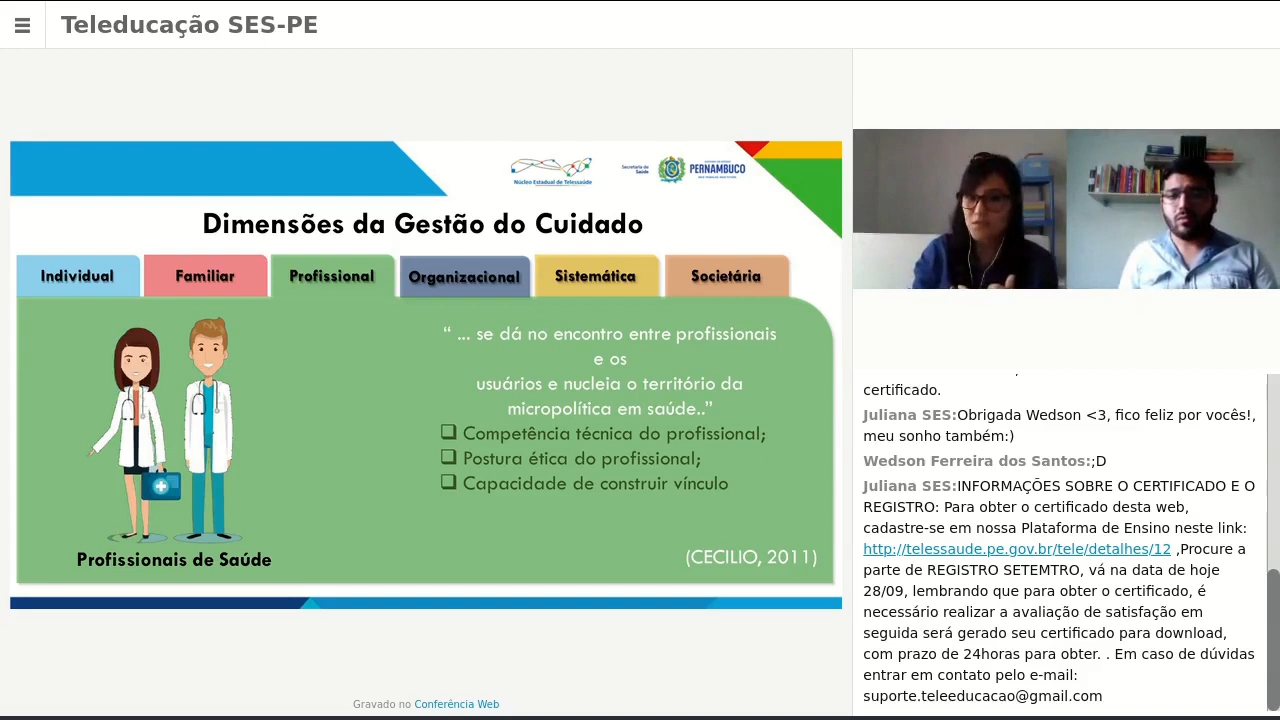 Teleducação SES-PE
Núcleo Estadual de Telessaúde
Secretaria de
Saúde
PERNAMBUCO
Dimensões da Gestão do Cuidado
Individual
Familiar
Profissional
Organizacional
Sistemática
Societária
“ ... se dá no encontro entre profissionais
e os
usuários e nucleia o território da
micropolítica em saúde..”
Competência técnica do profissional;
Postura ética do profissional;
Capacidade de construir vínculo
Profissionais de Saúde
(CECILIO, 2011)
Gravado no Conferência Web
certificado.
Juliana SES:Obrigada Wedson <3, fico feliz por vocês!,
meu sonho também:)
Wedson Ferreira dos Santos:;D
Juliana SES:INFORMAÇÕES SOBRE O CERTIFICADO E O
REGISTRO: Para obter o certificado desta web,
cadastre-se em nossa Plataforma de Ensino neste link:
http://telessaude.pe.gov.br/tele/detalhes/12 ,Procure a
parte de REGISTRO SETEMTRO, vá na data de hoje
28/09, lembrando que para obter o certificado, é
necessário realizar a avaliação de satisfação em
seguida será gerado seu certificado para download,
com prazo de 24horas para obter. . Em caso de dúvidas
entrar em contato pelo e-mail:
suporte.teleeducacao@gmail.com